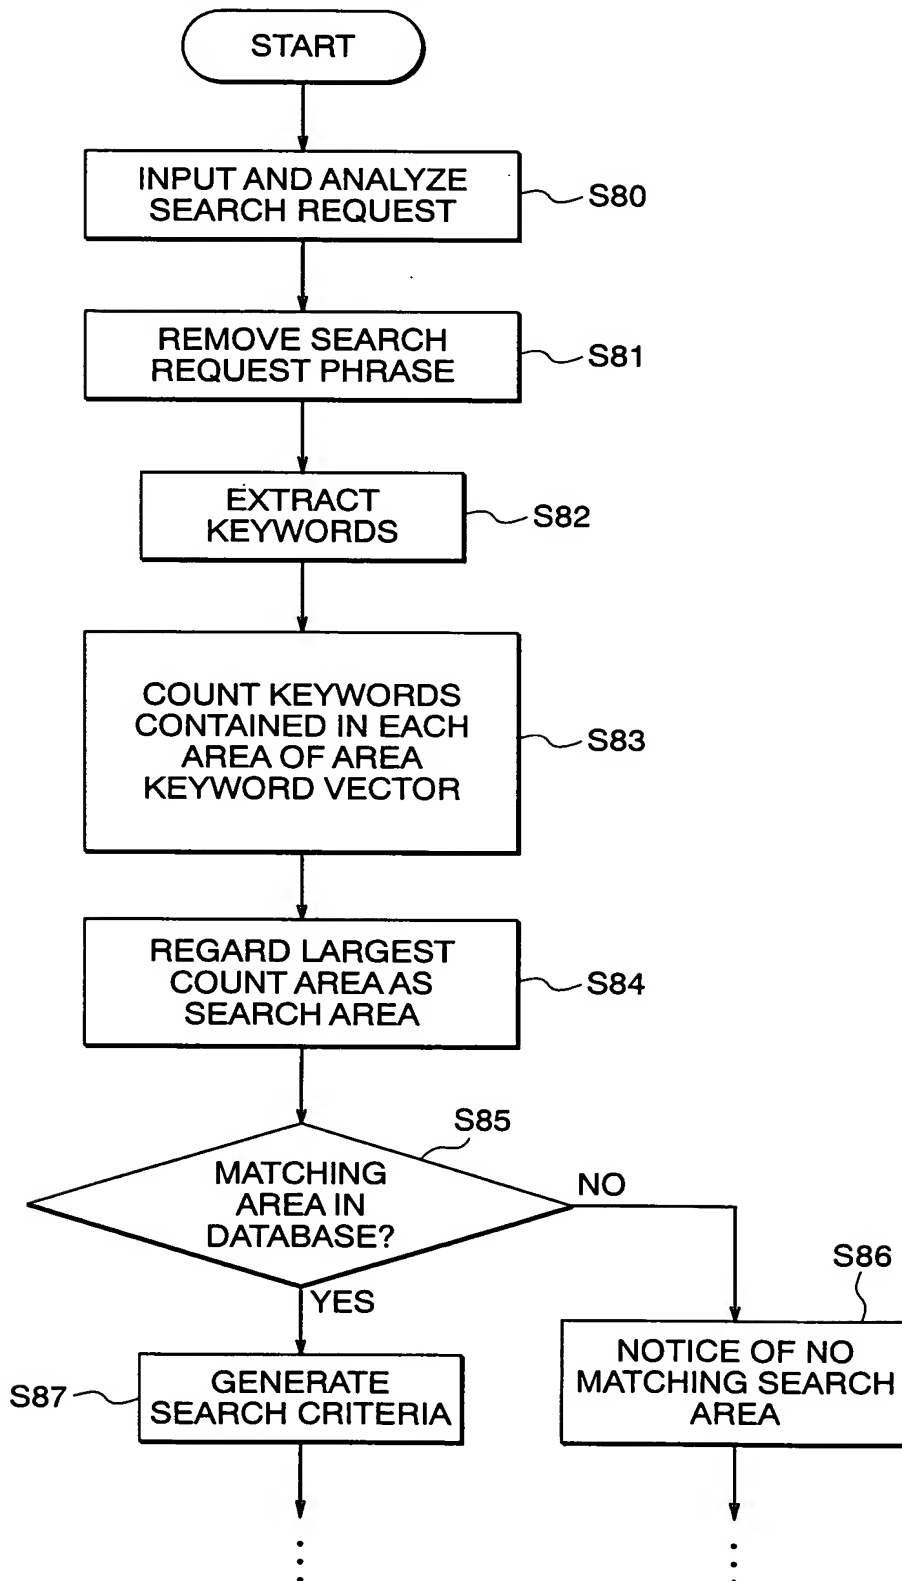 START
INPUT AND ANALYZE
SEARCH REQUEST
S80
REMOVE SEARCH
REQUEST PHRASE
S81
EXTRACT
KEYWORDS
S82
COUNT KEYWORDS
CONTAINED IN EACH
AREA OF AREA
KEYWORD VECTOR
S83
REGARD LARGEST
COUNT AREA AS
SEARCH AREA
S84
S85
MATCHING
AREA IN
DATABASE?
NO
YES
S86
NOTICE OF NO
MATCHING SEARCH
AREA
S87
GENERATE
SEARCH CRITERIA